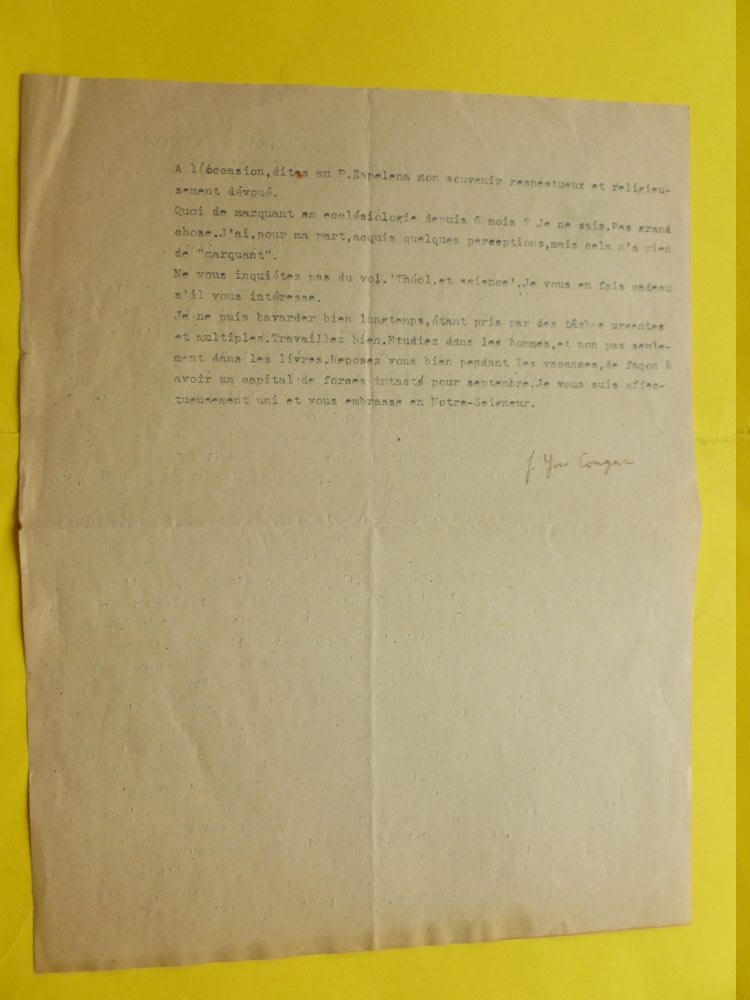 A l'occasion,dites au P.Zapelena mon souvenir respectueux et religieu-
sement dévoué.
Quoi de marquant en ecclésiologie depuis 6 mois ? Je ne sais.Pas grand
chose.J'ai,pour ma part,acquis quelques perceptions,mais cela n'a rien
de "marquant".
Ne vous inquiétez pas du vol.'Théol.et science'.Je vous en fais cadeau
s'il vous intéresse.
Je ne puis bavarder bien longtemps,étant pris par des tâches urgentes
et multiples.Travaillez bien.Etudiez dans les hommes,et non pas seule-
ment dans les livres.Reposez vous bien pendant les vacances,de façon à
avoir un capital de forces intact pour septembre.Je vous suis affec-
tueusement uni et vous embrasse en Notre-Seigneur.
f. Yves Congar